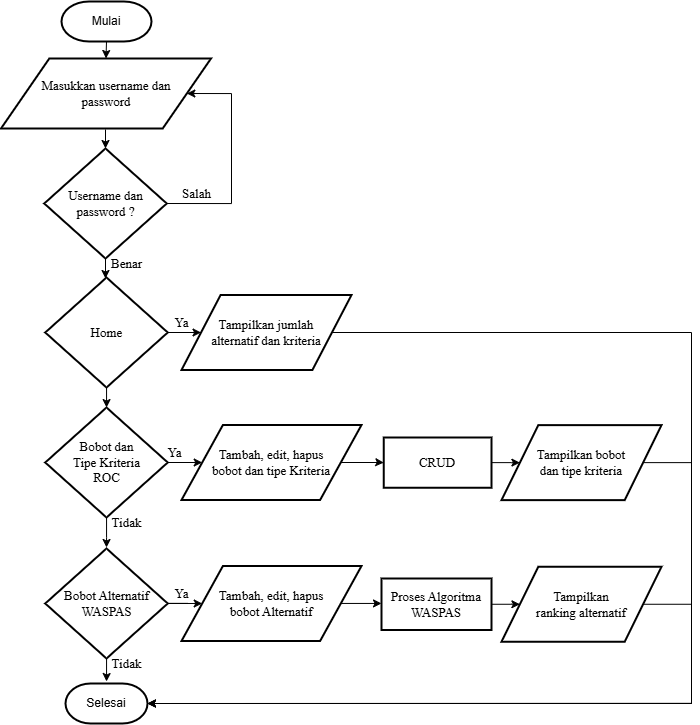 Mulai
Masukkan username dan
password
Username dan
password ?
Salah
Benar
Home
Ya
Tampilkan jumlah
alternatif dan kriteria
Bobot dan
Tipe Kriteria
ROC
Ya
Tambah, edit, hapus
bobot dan tipe Kriteria
CRUD
Tampilkan bobot
dan tipe kriteria
Tidak
Bobot Alternatif
WASPAS
Ya
Tambah, edit, hapus
bobot Alternatif
Proses Algoritma
WASPAS
Tampilkan
ranking alternatif
Tidak
Selesai